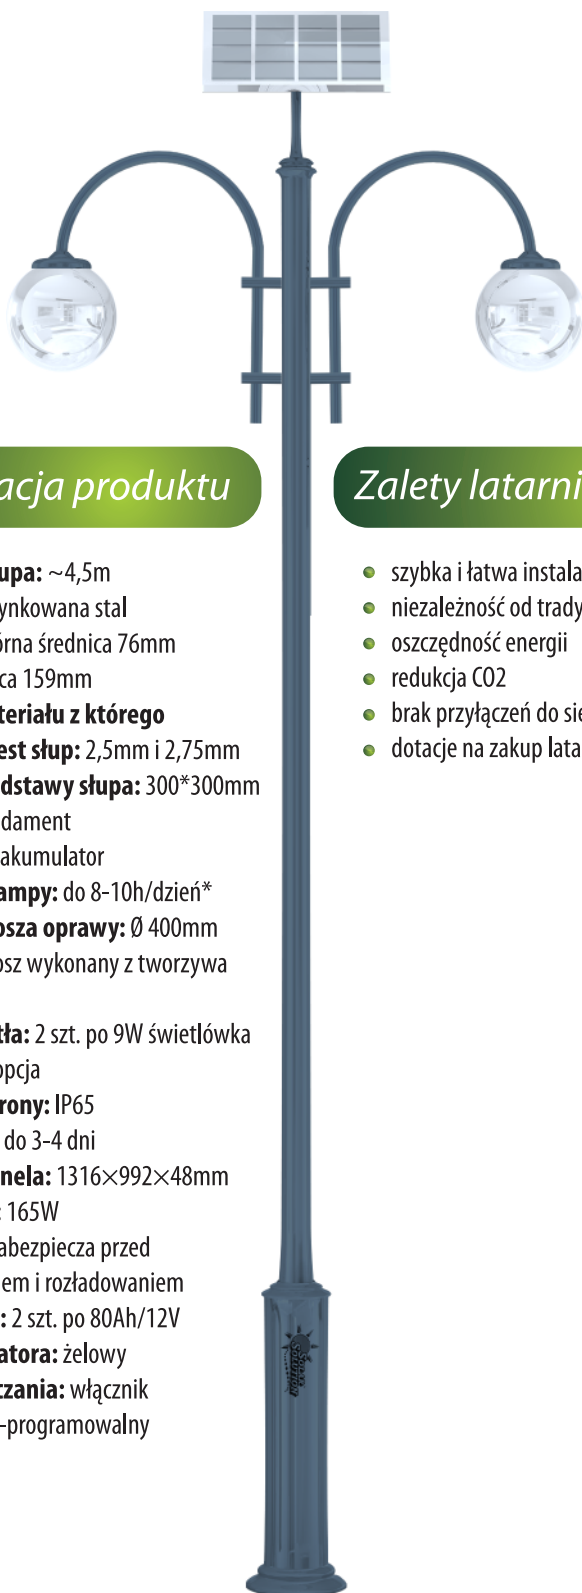 acja produktu
upa: ~4,5m
ynkowana stal
órna średnica 76mm
ca 159mm
teriału z którego
est słup: 2,5mm i 2,75mm
dstawy słupa: 300*300mm
dament
akumulator
ampy: do 8-10h/dzień*
osza oprawy: Ø 400mm
osz wykonany z tworzywa
tła: 2 szt. po 9W świetlówka
opcja
rony: IP65
do 3-4 dni
nela: 1316×992×48mm
: 165W
abezpiecza przed
iem i rozładowaniem
: 2 szt. po 80Ah/12V
atora: żelowy
czania: włącznik
-programowalny
Zalety latarni
szybka i łatwa instala
niezależność od trady
oszczędność energii
redukcja CO2
brak przyłączeń do sie
dotacje na zakup lata
SOLAR
SOLUTION